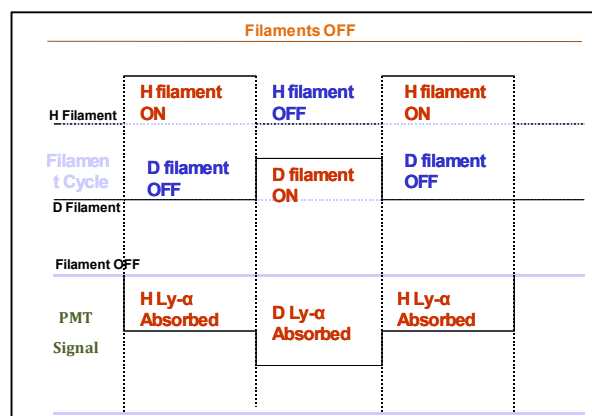 Filaments OFF
H filament
ON
H filament
OFF
H filament
ON
H Filament
Filamen
t Cycle
D filament
OFF
D filament
ON
D filament
OFF
D Filament
Filament OFF
H Ly-α
Absorbed
D Ly-α
Absorbed
H Ly-α
Absorbed
PMT
Signal